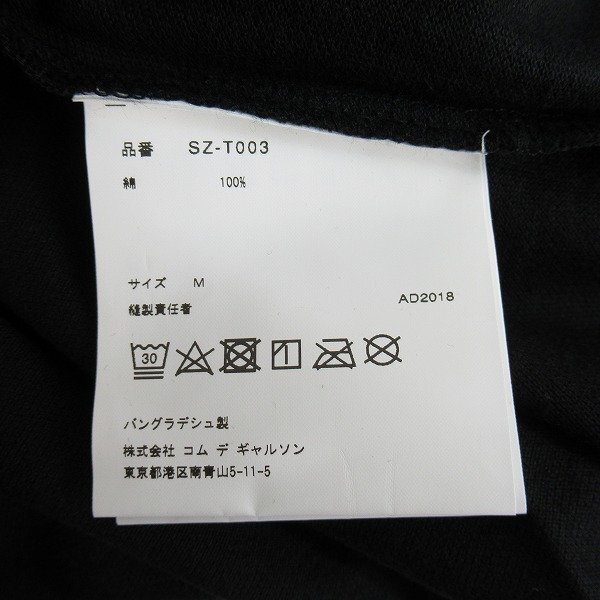 品番 SZ-T003
綿 100%
サイズ M
AD2018
縫製責任者
30
バングラデシュ製
株式会社 コム デ ギャルソン
東京都港区南青山5-11-5